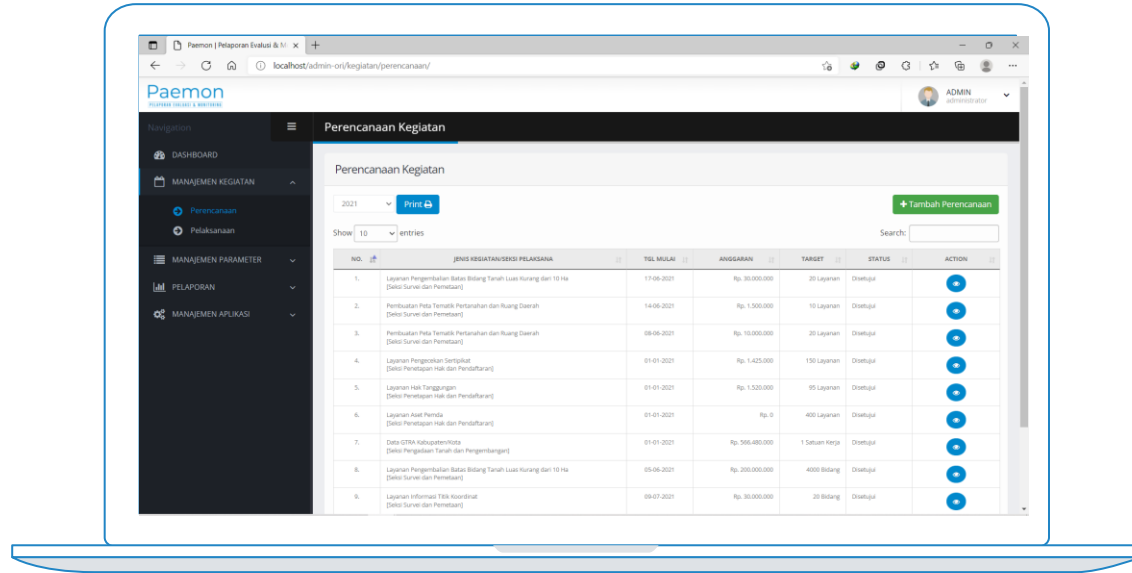 Paemon | Pelaporan Evalusi & M
localhost/admin-ori/kegiatan/perencanaan/
Paemon
PELAPORAN EVALUASI & MONITORING
ADMIN
administrator
Navigation
Perencanaan Kegiatan
DASHBOARD
MANAJEMEN KEGIATAN
Perencanaan
Pelaksanaan
MANAJEMEN PARAMETER
PELAPORAN
MANAJEMEN APLIKASI
Perencanaan Kegiatan
2021 Print + Tambah Perencanaan
Show 10 entries Search:
NO. JENIS KEGIATAN/SEKSI PELAKSANA TGL MULAI ANGGARAN TARGET STATUS ACTION
1. Layanan Pengembalian Batas Bidang Tanah Luas Kurang dari 10 Ha 17-06-2021 Rp. 30.000.000 20 Layanan Disetujui
[Seksi Survei dan Pemetaan]
2. Pembuatan Peta Tematik Pertanahan dan Ruang Daerah 14-06-2021 Rp. 1.500.000 10 Layanan Disetujui
[Seksi Survei dan Pemetaan]
3. Pembuatan Peta Tematik Pertanahan dan Ruang Daerah 08-06-2021 Rp. 10.000.000 20 Layanan Disetujui
[Seksi Survei dan Pemetaan]
4. Layanan Pengecekan Sertipikat 01-01-2021 Rp. 1.425.000 150 Layanan Disetujui
[Seksi Penetapan Hak dan Pendaftaran]
5. Layanan Hak Tanggungan 01-01-2021 Rp. 1.520.000 95 Layanan Disetujui
[Seksi Penetapan Hak dan Pendaftaran]
6. Layanan Aset Pemda 01-01-2021 Rp. 0 400 Layanan Disetujui
[Seksi Penetapan Hak dan Pendaftaran]
7. Data GTRA Kabupaten/Kota 01-01-2021 Rp. 566.480.000 1 Satuan Kerja Disetujui
[Seksi Pengadaan Tanah dan Pengembangan]
8. Layanan Pengembalian Batas Bidang Tanah Luas Kurang dari 10 Ha 05-06-2021 Rp. 200.000.000 4000 Bidang Disetujui
[Seksi Survei dan Pemetaan]
9. Layanan Informasi Titik Koordinat 09-07-2021 Rp. 30.000.000 20 Bidang Disetujui
[Seksi Survei dan Pemetaan]